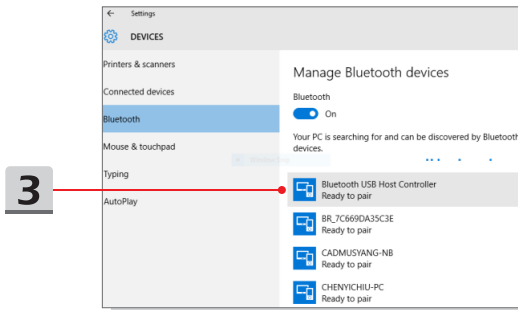 Settings
DEVICES
Printers & scanners
Connected devices
Bluetooth
Mouse & touchpad
Typing
AutoPlay
Manage Bluetooth devices
Bluetooth
On
Your PC is searching for and can be discovered by Bluetooth
devices.
Bluetooth USB Host Controller
Ready to pair
BR_7C669DA35C3E
Ready to pair
CADMUSYANG-NB
Ready to pair
CHENYICHIU-PC
Ready to pair
3